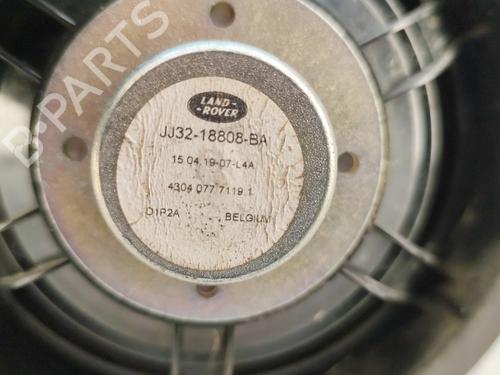 B-PARTS
LAND
ROVER
JJ32-18808-BA
15.04.19-07-L4A
4304 077 7119.1
D1P2A BELGIUM